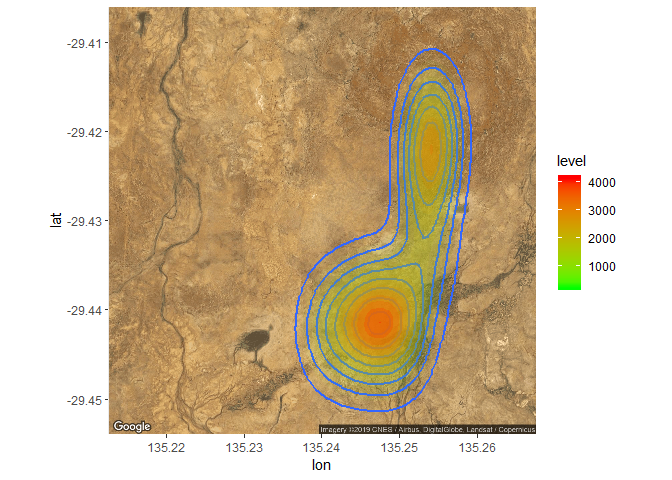 -29.41
-29.42
-29.43
-29.44
-29.45
lat
135.22
135.23
135.24
135.25
135.26
lon
level
4000
3000
2000
1000
Google
Imagery ©2019 CNES / Airbus, DigitalGlobe, Landsat / Copernicus